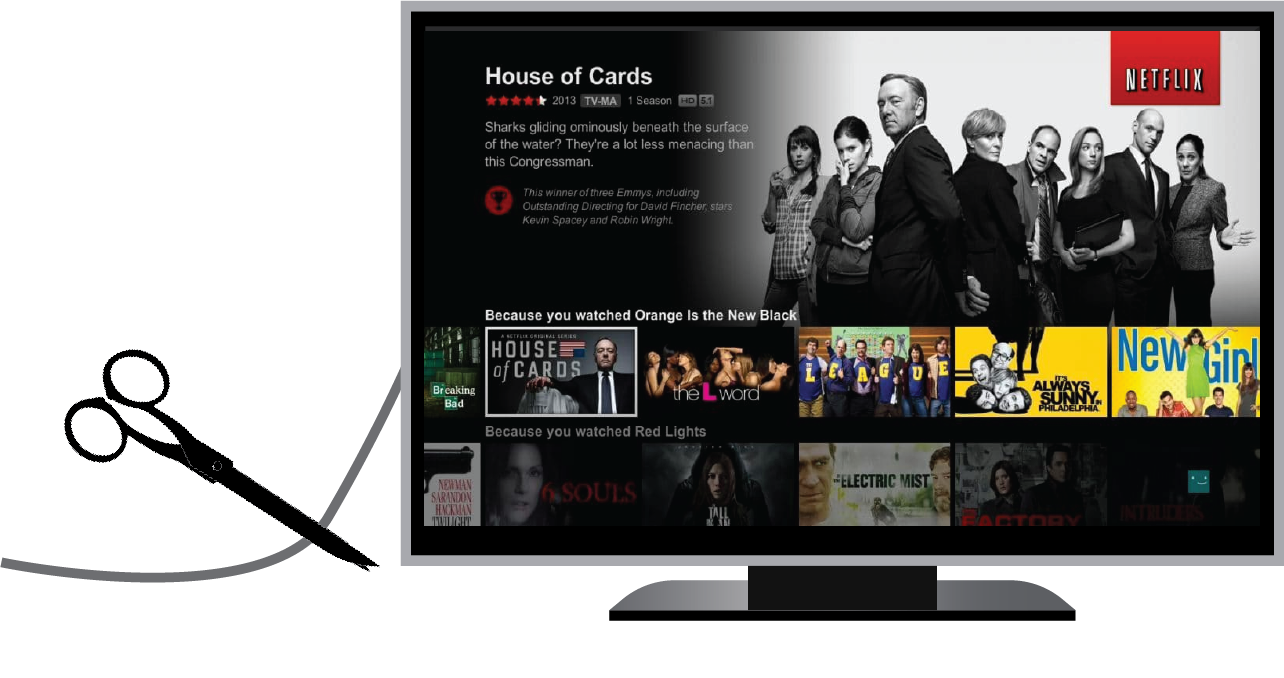 House of Cards
NETFLIX
2013 TV-MA 1 Season HD 5.1
Sharks gliding ominously beneath the surface
of the water? They're a lot less menacing than
this Congressman.
This winner of three Emmys, including
Outstanding Directing for David Fincher, stars
Kevin Spacey and Robin Wright.
Because you watched Orange Is the New Black
Breaking
Bad
A NETFLIX ORIGINAL SERIES
HOUSE
of CARDS
the L word
LEAGUE
IT'S
ALWAYS
SUNNY
IN
PHILADELPHIA
New Girl
Because you watched Red Lights
NEWMAN
SARANDON
HACKMAN
TWILIGHT
6 SOULS
TALL
MAN
ELECTRIC MIST
THE
FACTORY
INTRUDERS